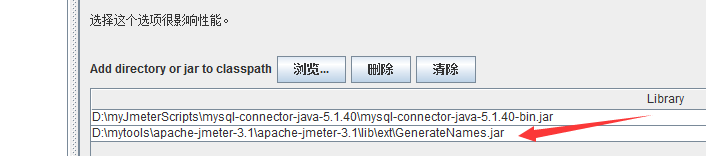 选择这个选项很影响性能。
Add directory or jar to classpath 浏览... 删除 清除
Library
D:\myJmeterScripts\mysql-connector-java-5.1.40\mysql-connector-java-5.1.40-bin.jar
D:\mytools\apache-jmeter-3.1\apache-jmeter-3.1\lib\ext\GenerateNames.jar